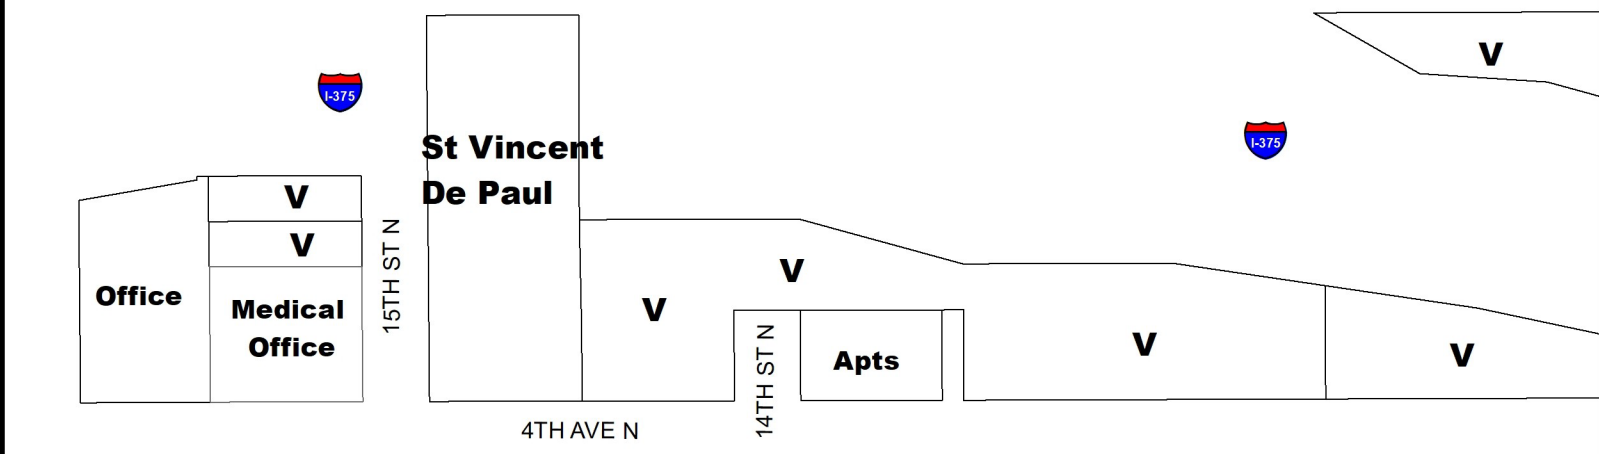 V
I-375
I-375
St Vincent
De Paul
V
V
15TH ST N
Office
Medical
Office
V
V
14TH ST N
Apts
V
V
4TH AVE N